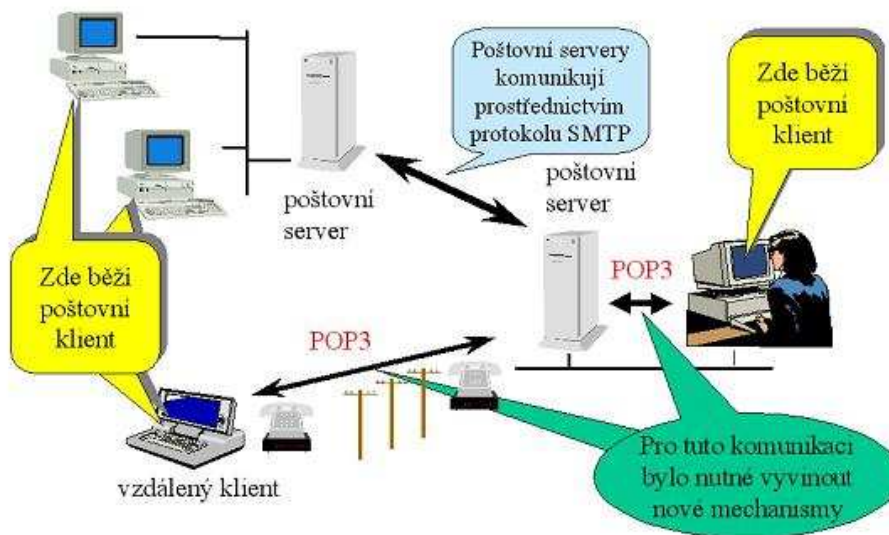 Poštovní servery
komunikují
prostřednictvím
protokolu SMTP
Zde běží
poštovní
klient
poštovní
server
poštovní
server
Zde běží
poštovní
klient
POP3
POP3
vzdálený klient
Pro tuto komunikaci
bylo nutné vyvinout
nové mechanismy